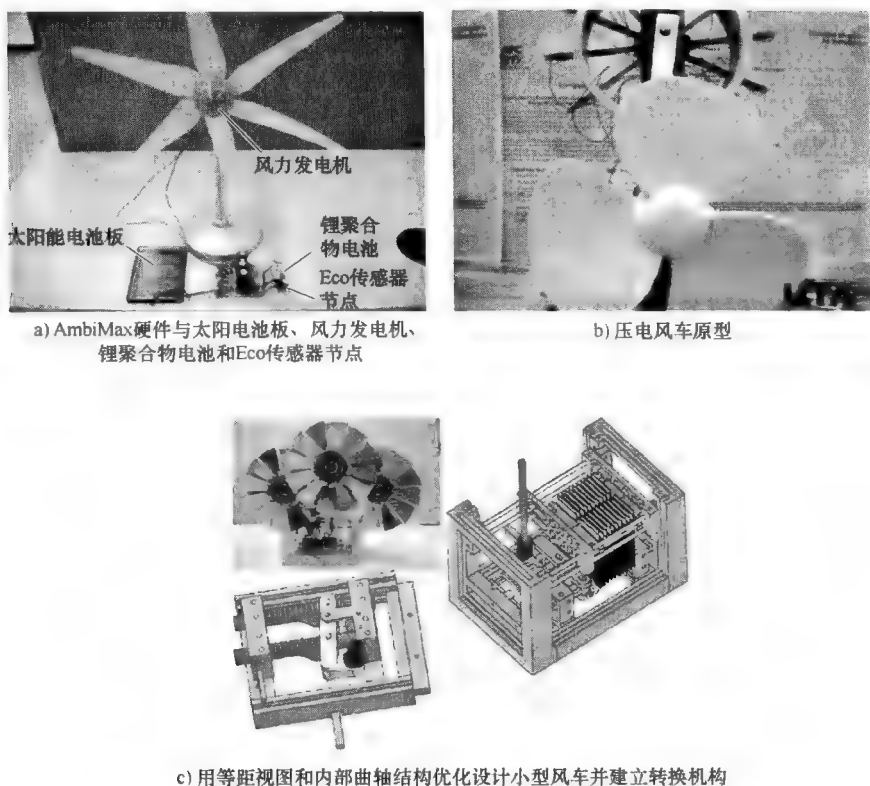 风力发电机
太阳能电池板
锂聚合
物电池
Eco传感器
节点
a) AmbiMax硬件与太阳电池板、风力发电机、
锂聚合物电池和Eco传感器节点
b) 压电风车原型
c) 用等距视图和内部曲轴结构优化设计小型风车并建立转换机构